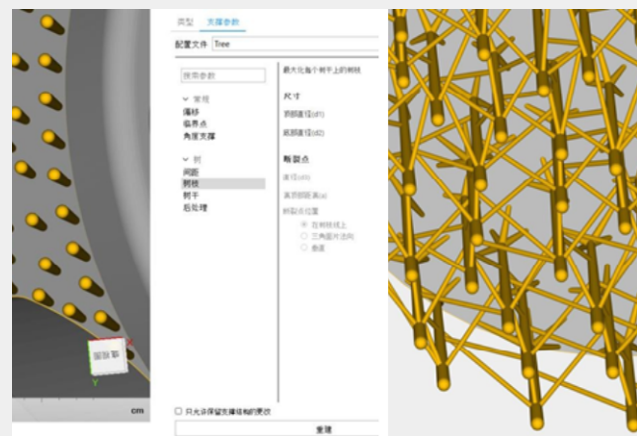 类型 支撑参数
配置文件 Tree
搜索参数
常规
偏移
临界点
角度支撑
树
间距
树枝
树干
后处理
最大化每个树干上的树枝
尺寸
顶部直径(d1)
底部直径(d2)
断裂点
直径(d3)
离顶部距离(a)
断裂点位置
在树枝线上
三角面片法向
垂直
只允许保留支撑结构的更改
重建
X
Y
cm